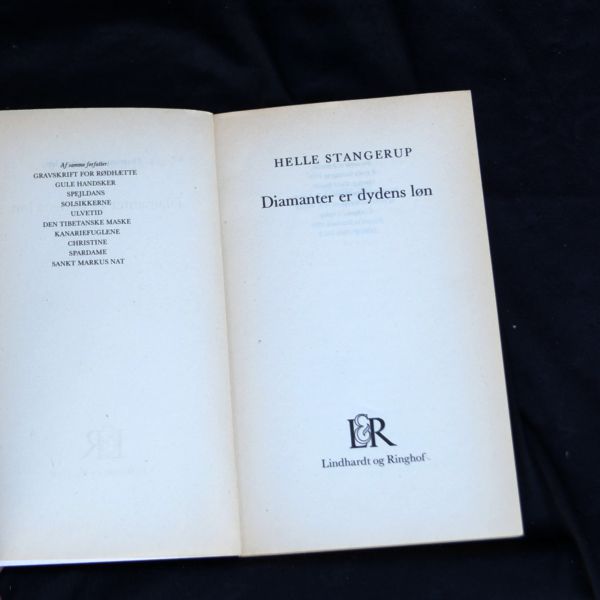 Af samme forfatter:
GRAVSKRIFT FOR RØDHÆTTE
GULE HANDSKER
SPEJLDANS
SOLSIKKERNE
ULVETID
DEN TIBETANSKE MASKE
KANARIEFUGLENE
CHRISTINE
SPARDAME
SANKT MARKUS NAT
HELLE STANGERUP
Diamanter er dydens løn
L&R
Lindhardt og Ringhof